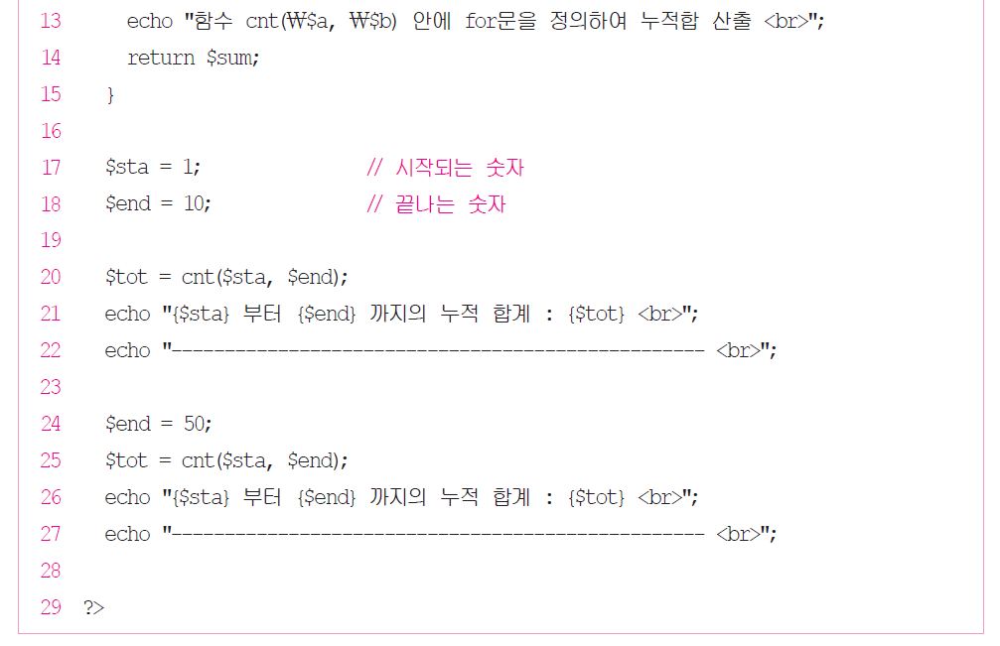 13 echo "함수 cnt(₩$a, ₩$b) 안에 for문을 정의하여 누적합 산출 <br>";
14 return $sum;
15 }
16
17 $sta = 1; // 시작되는 숫자
18 $end = 10; // 끝나는 숫자
19
20 $tot = cnt($sta, $end);
21 echo "{$sta} 부터 {$end} 까지의 누적 합계 : {$tot} <br>";
22 echo "-------------------------------------------------- <br>";
23
24 $end = 50;
25 $tot = cnt($sta, $end);
26 echo "{$sta} 부터 {$end} 까지의 누적 합계 : {$tot} <br>";
27 echo "-------------------------------------------------- <br>";
28
29 ?>